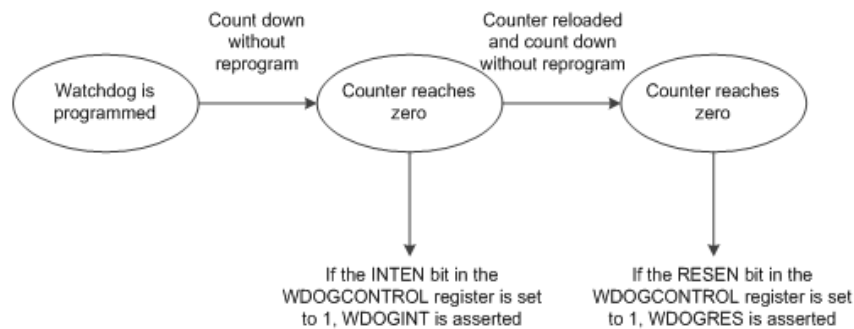 Count down
without
reprogram
Counter reloaded
and count down
without reprogram
Watchdog is
programmed
Counter reaches
zero
Counter reaches
zero
If the INTEN bit in the
WDOGCONTROL register is set
to 1, WDOGINT is asserted
If the RESEN bit in the
WDOGCONTROL register is set
to 1, WDOGRES is asserted